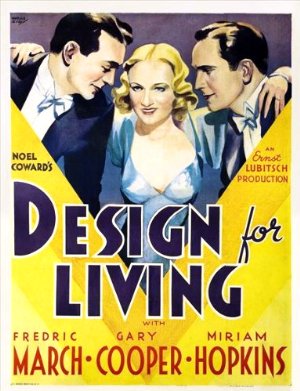 NOEL
COWARD'S
AN
Ernst
LUBITSCH
PRODUCTION
DESIGN for
LIVING
WITH
FREDRIC GARY MIRIAM
MARCH · COOPER · HOPKINS